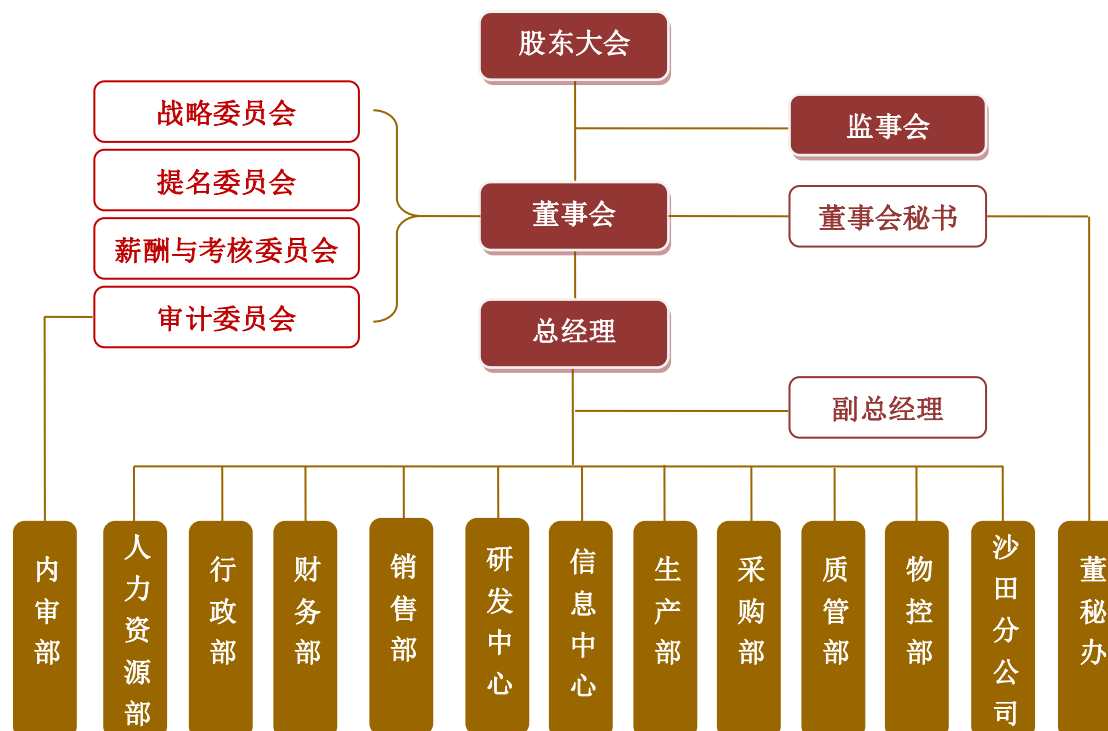 股东大会
战略委员会
监事会
提名委员会
董事会
董事会秘书
薪酬与考核委员会
审计委员会
总经理
副总经理
内审部
人力资源部
行政部
财务部
销售部
研发中心
信息中心
生产部
采购部
质管部
物控部
沙田分公司
董秘办